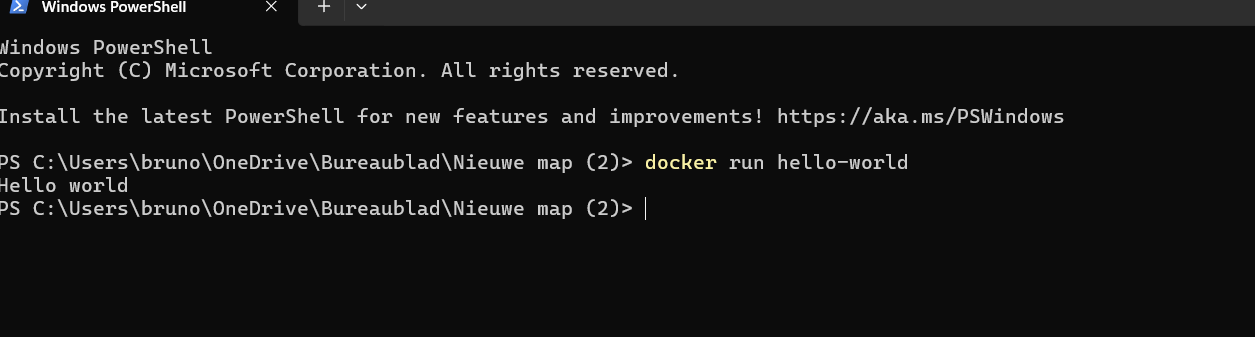 Windows PowerShell
Windows PowerShell
Copyright (C) Microsoft Corporation. All rights reserved.
Install the latest PowerShell for new features and improvements! https://aka.ms/PSWindows
PS C:\Users\bruno\OneDrive\Bureaublad\Nieuwe map (2)> docker run hello-world
Hello world
PS C:\Users\bruno\OneDrive\Bureaublad\Nieuwe map (2)>